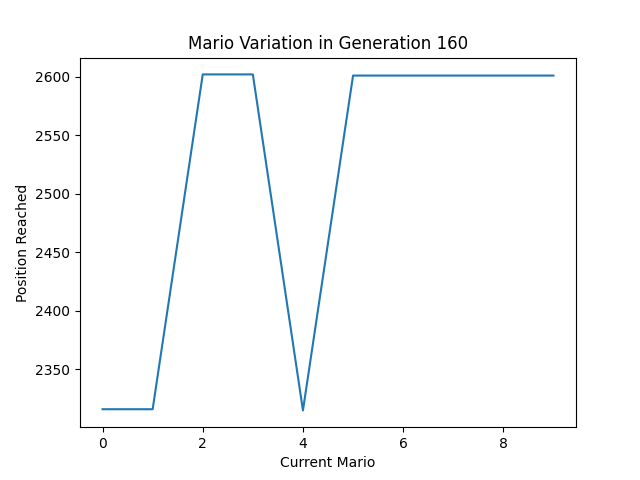 Mario Variation in Generation 160
Position Reached
2600
2550
2500
2450
2400
2350
0 2 4 6 8
Current Mario